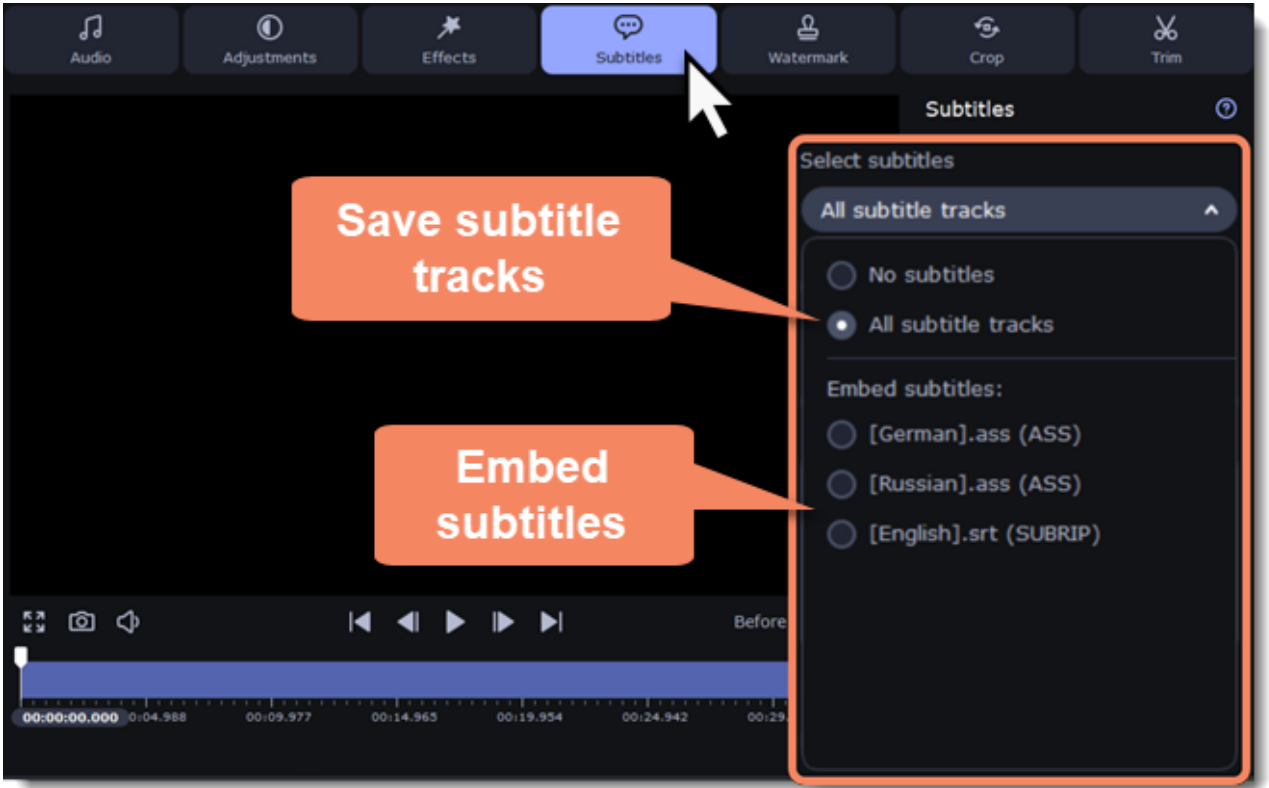 Audio
Adjustments
Effects
Subtitles
Watermark
Crop
Trim
Subtitles
Select subtitles
All subtitle tracks
No subtitles
All subtitle tracks
Embed subtitles:
[German].ass (ASS)
[Russian].ass (ASS)
[English].srt (SUBRIP)
Save subtitle
tracks
Embed
subtitles
Before
00:00:00.000 0:04.988 00:09.977 00:14.965 00:19.954 00:24.942 00:29.